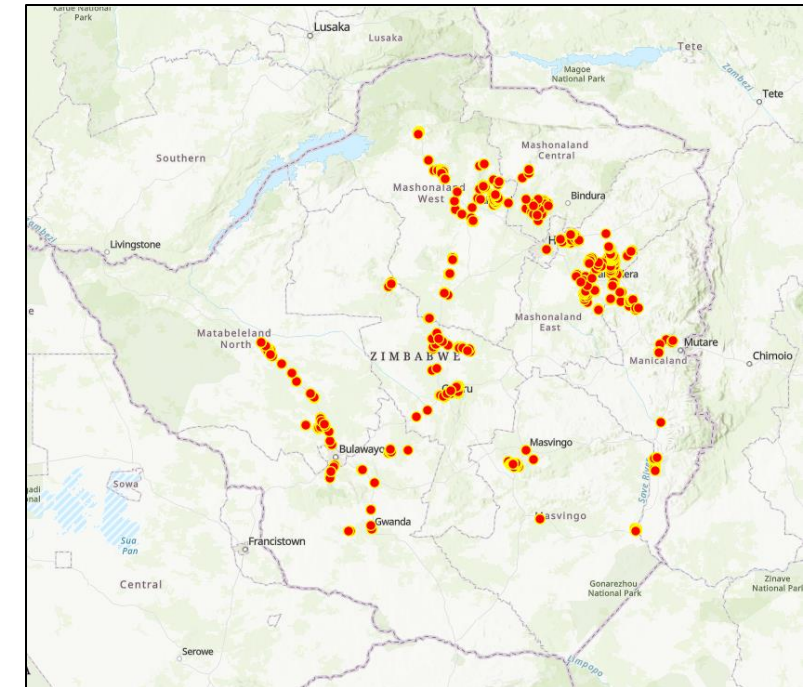 Kafue National
Park
Lusaka
Lusaka
Tete
Magoe
National Park
Zambezi
Tete
Southern
Mashonaland
Central
Mashonaland
West
Bindura
Zambezi
Livingstone
Mashonaland
East
Matabeleland
North
ZIMBABWE
Mutare
Manicaland
Chimoio
Masvingo
Bulawayo
Sowa
Save River
Masvingo
Gwanda
Sua
Pan
Francistown
Central
Gonarezhou
National Park
Zinave
National Park
Serowe
Limpopo